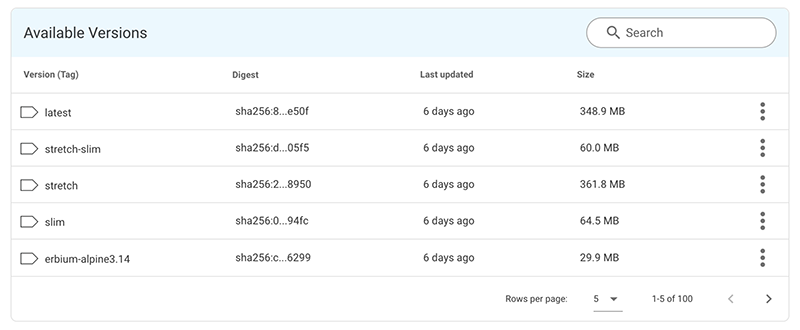 Available Versions Search
Version (Tag) Digest Last updated Size
latest sha256:8...e50f 6 days ago 348.9 MB
stretch-slim sha256:d...05f5 6 days ago 60.0 MB
stretch sha256:2...8950 6 days ago 361.8 MB
slim sha256:0...94fc 6 days ago 64.5 MB
erbium-alpine3.14 sha256:c...6299 6 days ago 29.9 MB
Rows per page: 5 1-5 of 100